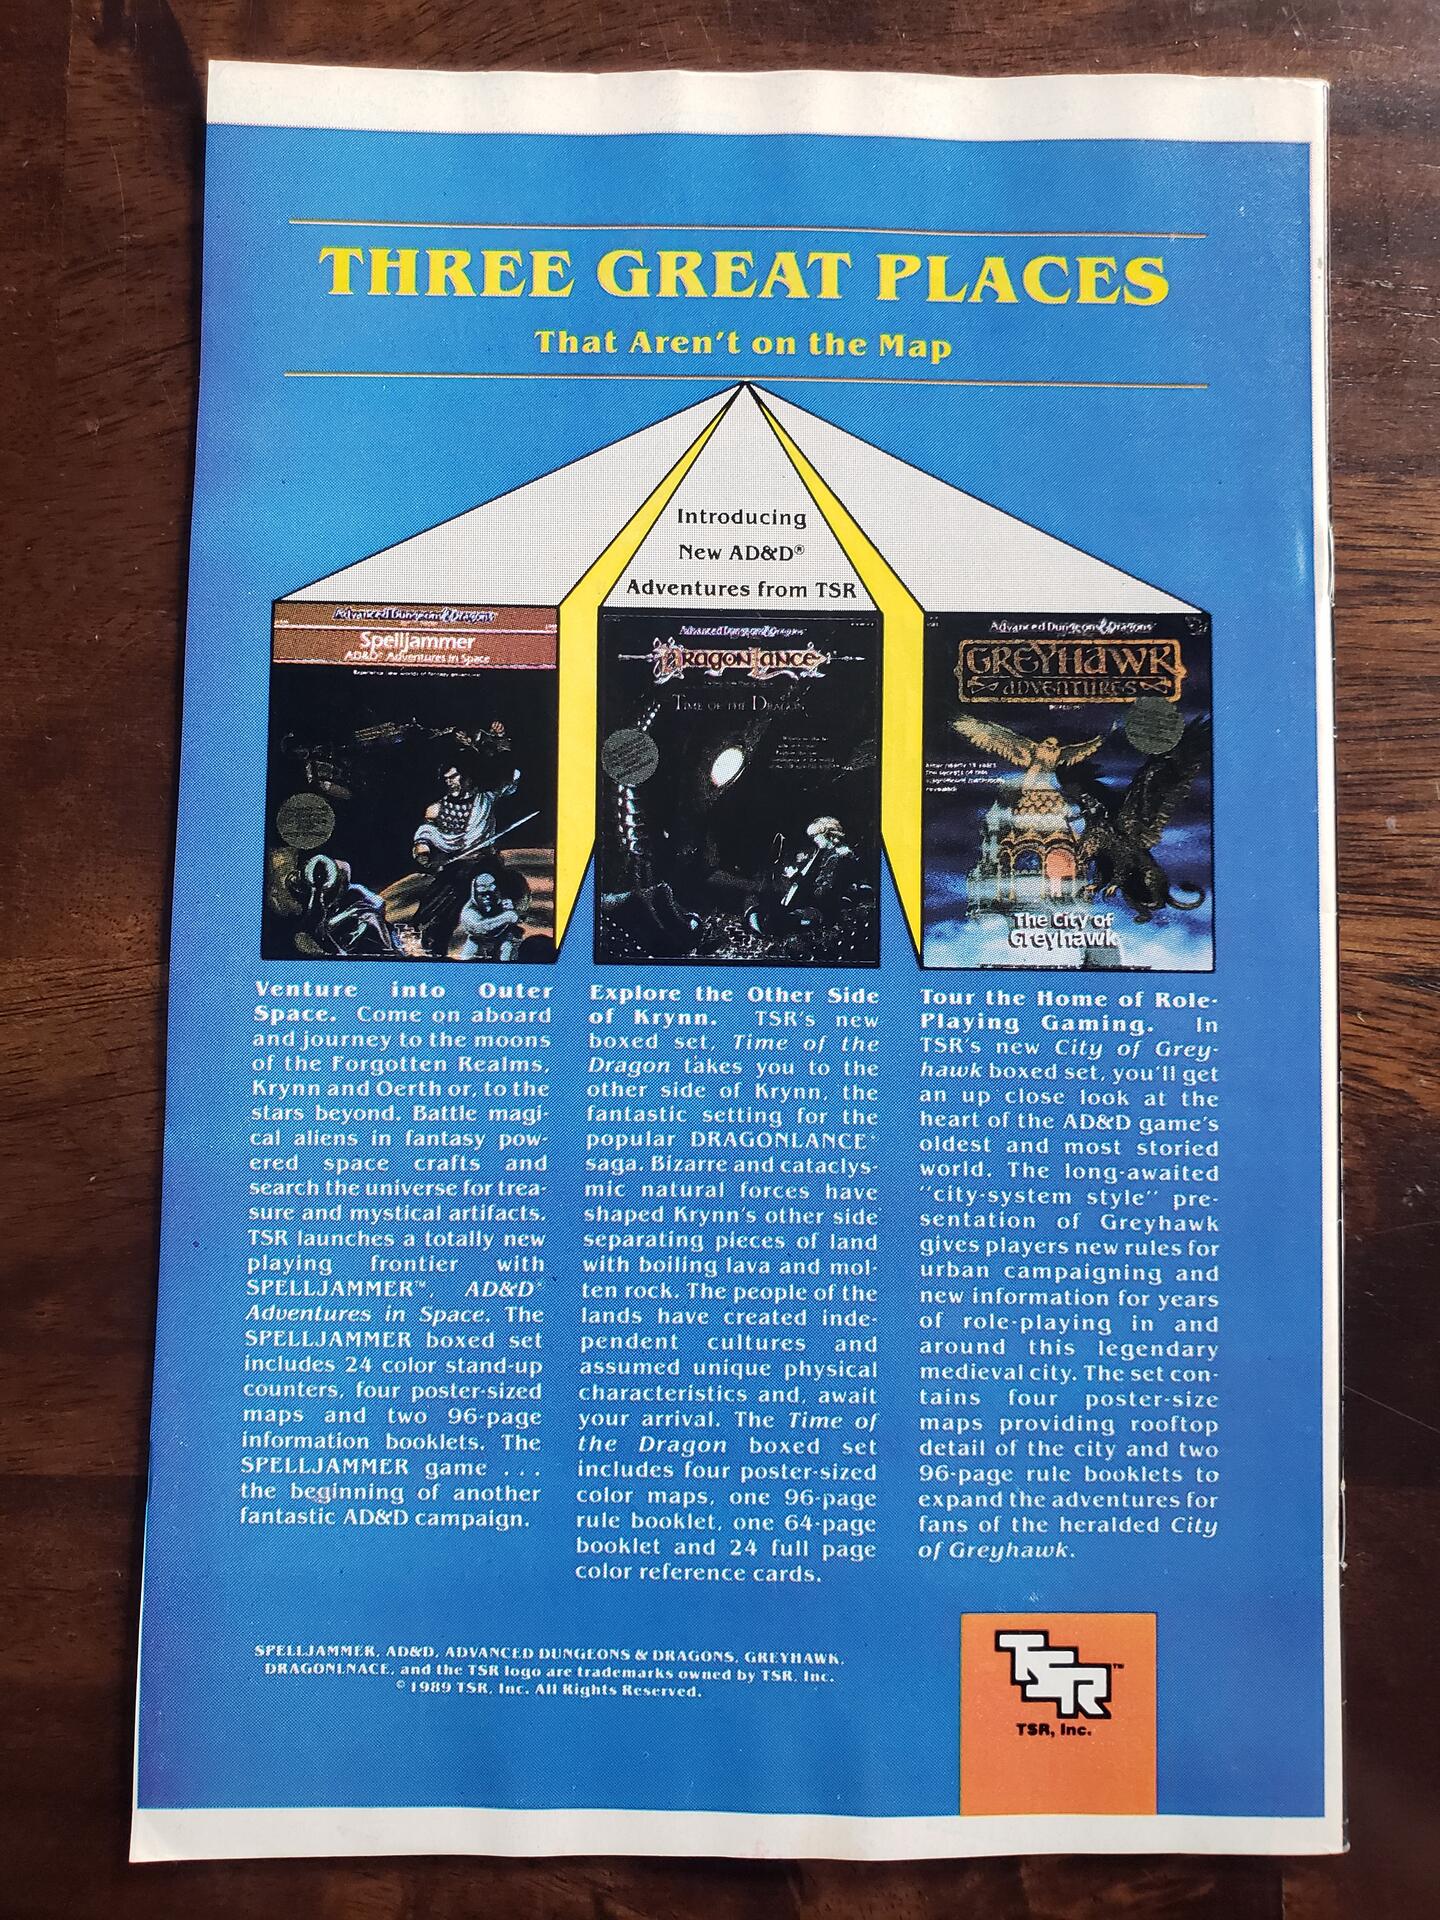 THREE GREAT PLACES
That Aren't on the Map
Introducing
New AD&D®
Adventures from TSR
Advanced Dungeons & Dragons
Spelljammer
AD&D® Adventures in Space
Experience new worlds of fantasy adventure!
Advanced Dungeons & Dragons
DRAGONLANCE
TIME OF THE DRAGON
Advanced Dungeons & Dragons
GREYHAWK
ADVENTURES
The City of
Greyhawk
Venture into Outer
Space. Come on aboard
and journey to the moons
of the Forgotten Realms,
Krynn and Oerth or, to the
stars beyond. Battle magi-
cal aliens in fantasy pow-
ered space crafts and
search the universe for trea-
sure and mystical artifacts.
TSR launches a totally new
playing frontier with
SPELLJAMMER™, AD&D®
Adventures in Space. The
SPELLJAMMER boxed set
includes 24 color stand-up
counters, four poster-sized
maps and two 96-page
information booklets. The
SPELLJAMMER game . . .
the beginning of another
fantastic AD&D campaign.
Explore the Other Side
of Krynn. TSR's new
boxed set, Time of the
Dragon takes you to the
other side of Krynn, the
fantastic setting for the
popular DRAGONLANCE®
saga. Bizarre and cataclys-
mic natural forces have
shaped Krynn's other side
separating pieces of land
with boiling lava and mol-
ten rock. The people of the
lands have created inde-
pendent cultures and
assumed unique physical
characteristics and, await
your arrival. The Time of
the Dragon boxed set
includes four poster-sized
color maps, one 96-page
rule booklet, one 64-page
booklet and 24 full page
color reference cards.
Tour the Home of Role-
Playing Gaming. In
TSR's new City of Grey-
hawk boxed set, you'll get
an up close look at the
heart of the AD&D game's
oldest and most storied
world. The long-awaited
"city-system style" pre-
sentation of Greyhawk
gives players new rules for
urban campaigning and
new information for years
of role-playing in and
around this legendary
medieval city. The set con-
tains four poster-size
maps providing rooftop
detail of the city and two
96-page rule booklets to
expand the adventures for
fans of the heralded City
of Greyhawk.
SPELLJAMMER, AD&D, ADVANCED DUNGEONS & DRAGONS, GREYHAWK,
DRAGONLNACE, and the TSR logo are trademarks owned by TSR, Inc.
© 1989 TSR, Inc. All Rights Reserved.
TSR™
TSR, Inc.